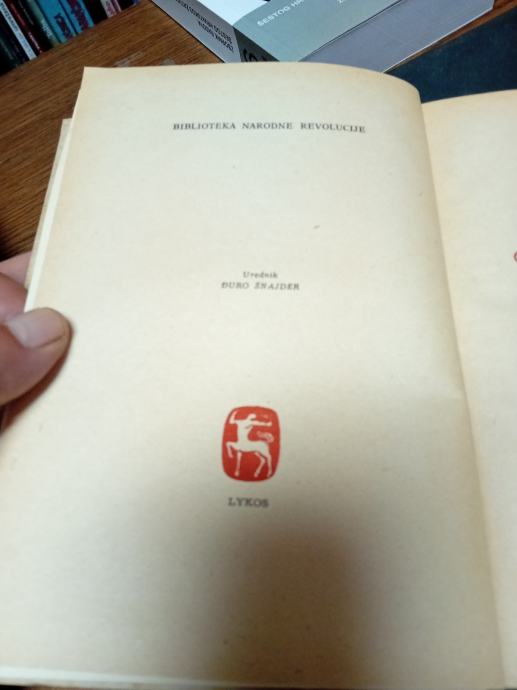 BIBLIOTEKA NARODNE REVOLUCIJE
Urednik
ĐURO ŠNAJDER
LYKOS